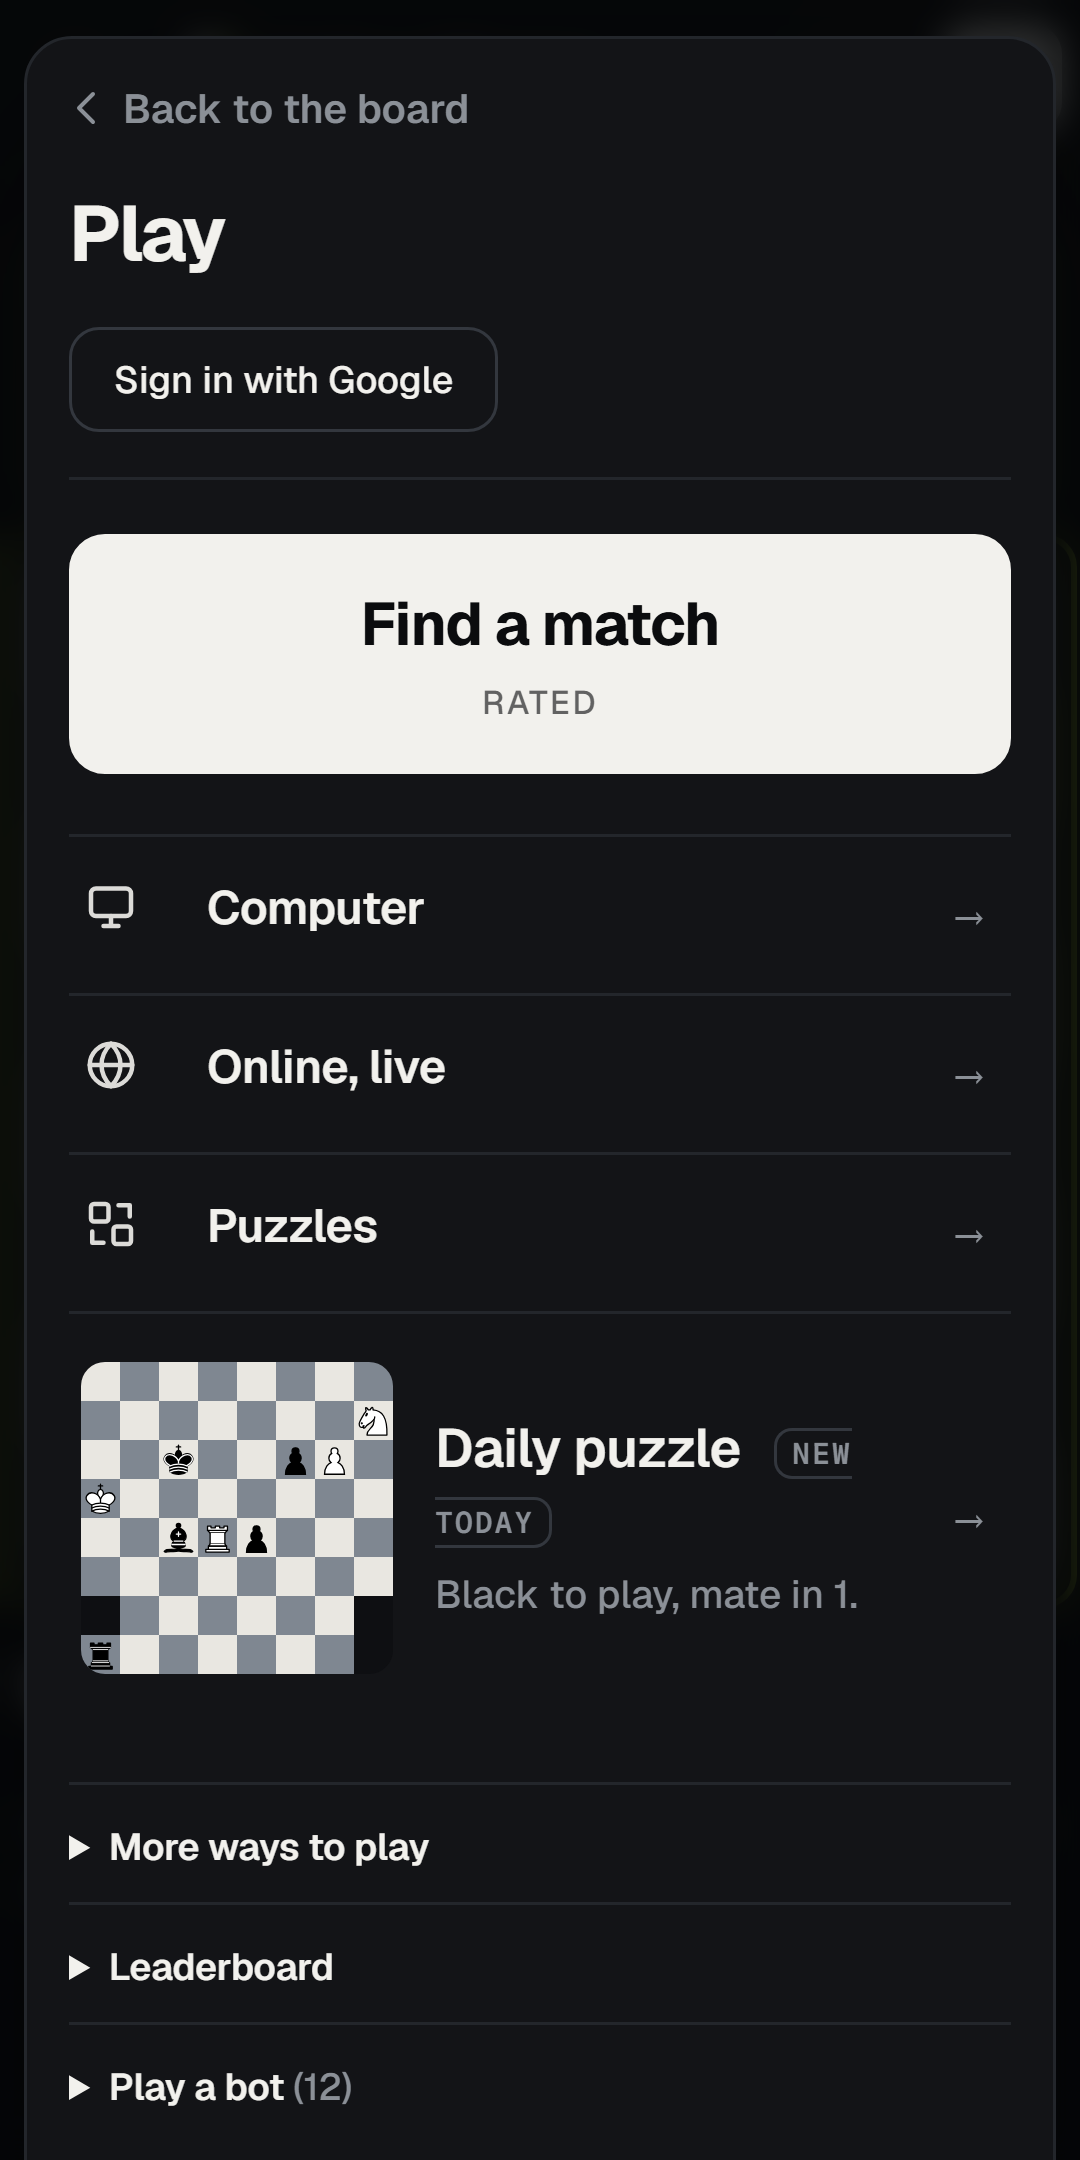 Back to the board
Play
Sign in with Google
Find a match
RATED
Computer →
Online, live →
Puzzles →
Daily puzzle NEW
TODAY →
Black to play, mate in 1.
More ways to play
Leaderboard
Play a bot (12)